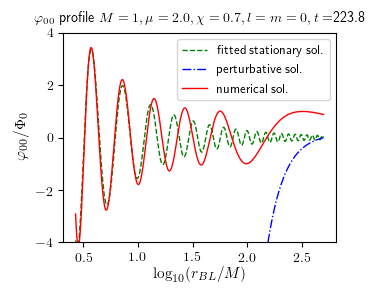 φ₀₀ profile M = 1, μ = 2.0, χ = 0.7, l = m = 0, t =223.8
fitted stationary sol.
perturbative sol.
numerical sol.
φ₀₀/Φ₀
4
2
0
−2
−4
0.5 1.0 1.5 2.0 2.5
log₁₀(r_BL/M)